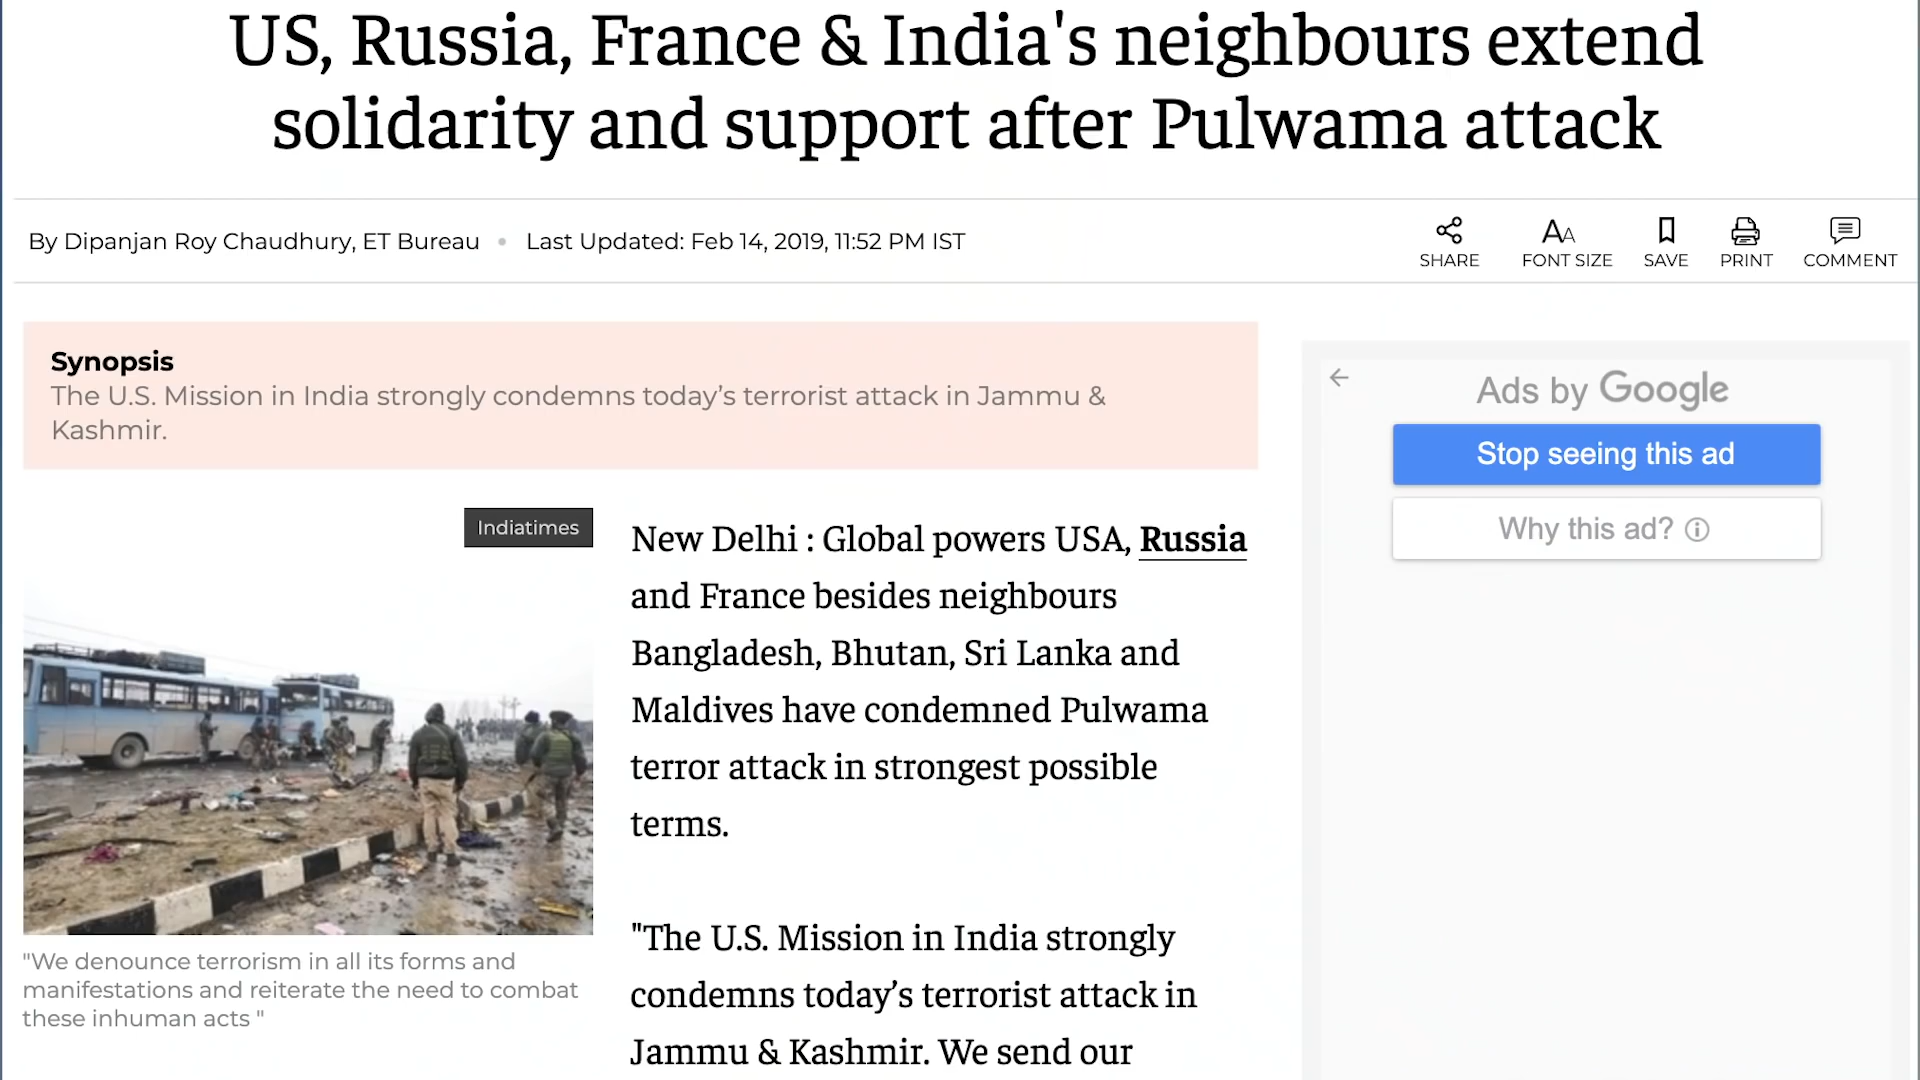 US, Russia, France & India's neighbours extend
solidarity and support after Pulwama attack
By Dipanjan Roy Chaudhury, ET Bureau • Last Updated: Feb 14, 2019, 11:52 PM IST
SHARE
FONT SIZE
SAVE
PRINT
COMMENT
Synopsis
The U.S. Mission in India strongly condemns today’s terrorist attack in Jammu &
Kashmir.
Ads by Google
Stop seeing this ad
Why this ad?
Indiatimes
"We denounce terrorism in all its forms and
manifestations and reiterate the need to combat
these inhuman acts "
New Delhi : Global powers USA, Russia
and France besides neighbours
Bangladesh, Bhutan, Sri Lanka and
Maldives have condemned Pulwama
terror attack in strongest possible
terms.
"The U.S. Mission in India strongly
condemns today’s terrorist attack in
Jammu & Kashmir. We send our